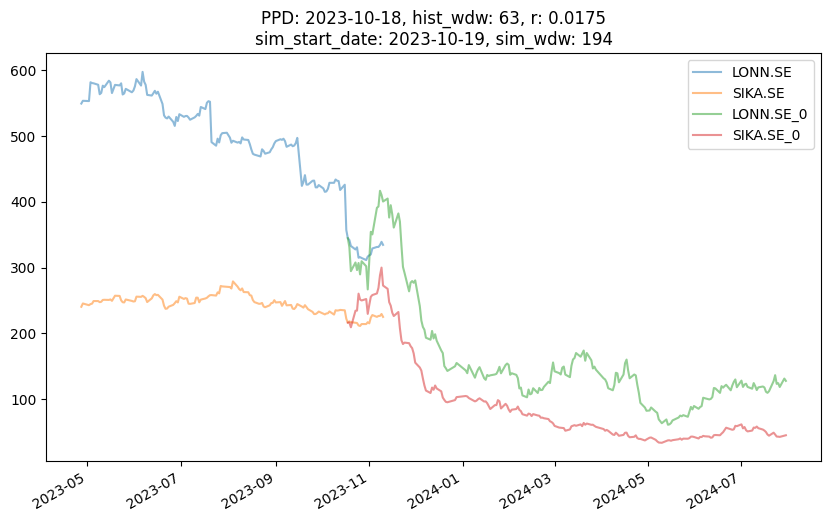 PPD: 2023-10-18, hist_wdw: 63, r: 0.0175
sim_start_date: 2023-10-19, sim_wdw: 194
LONN.SE
SIKA.SE
LONN.SE_0
SIKA.SE_0
600
500
400
300
200
100
2023-05
2023-07
2023-09
2023-11
2024-01
2024-03
2024-05
2024-07